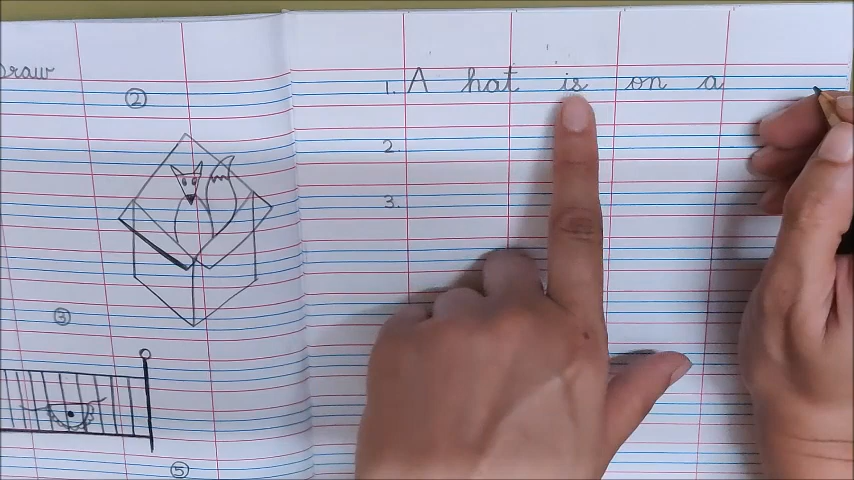 Draw
②
1. A hat is on a
2.
3.
③
⑤